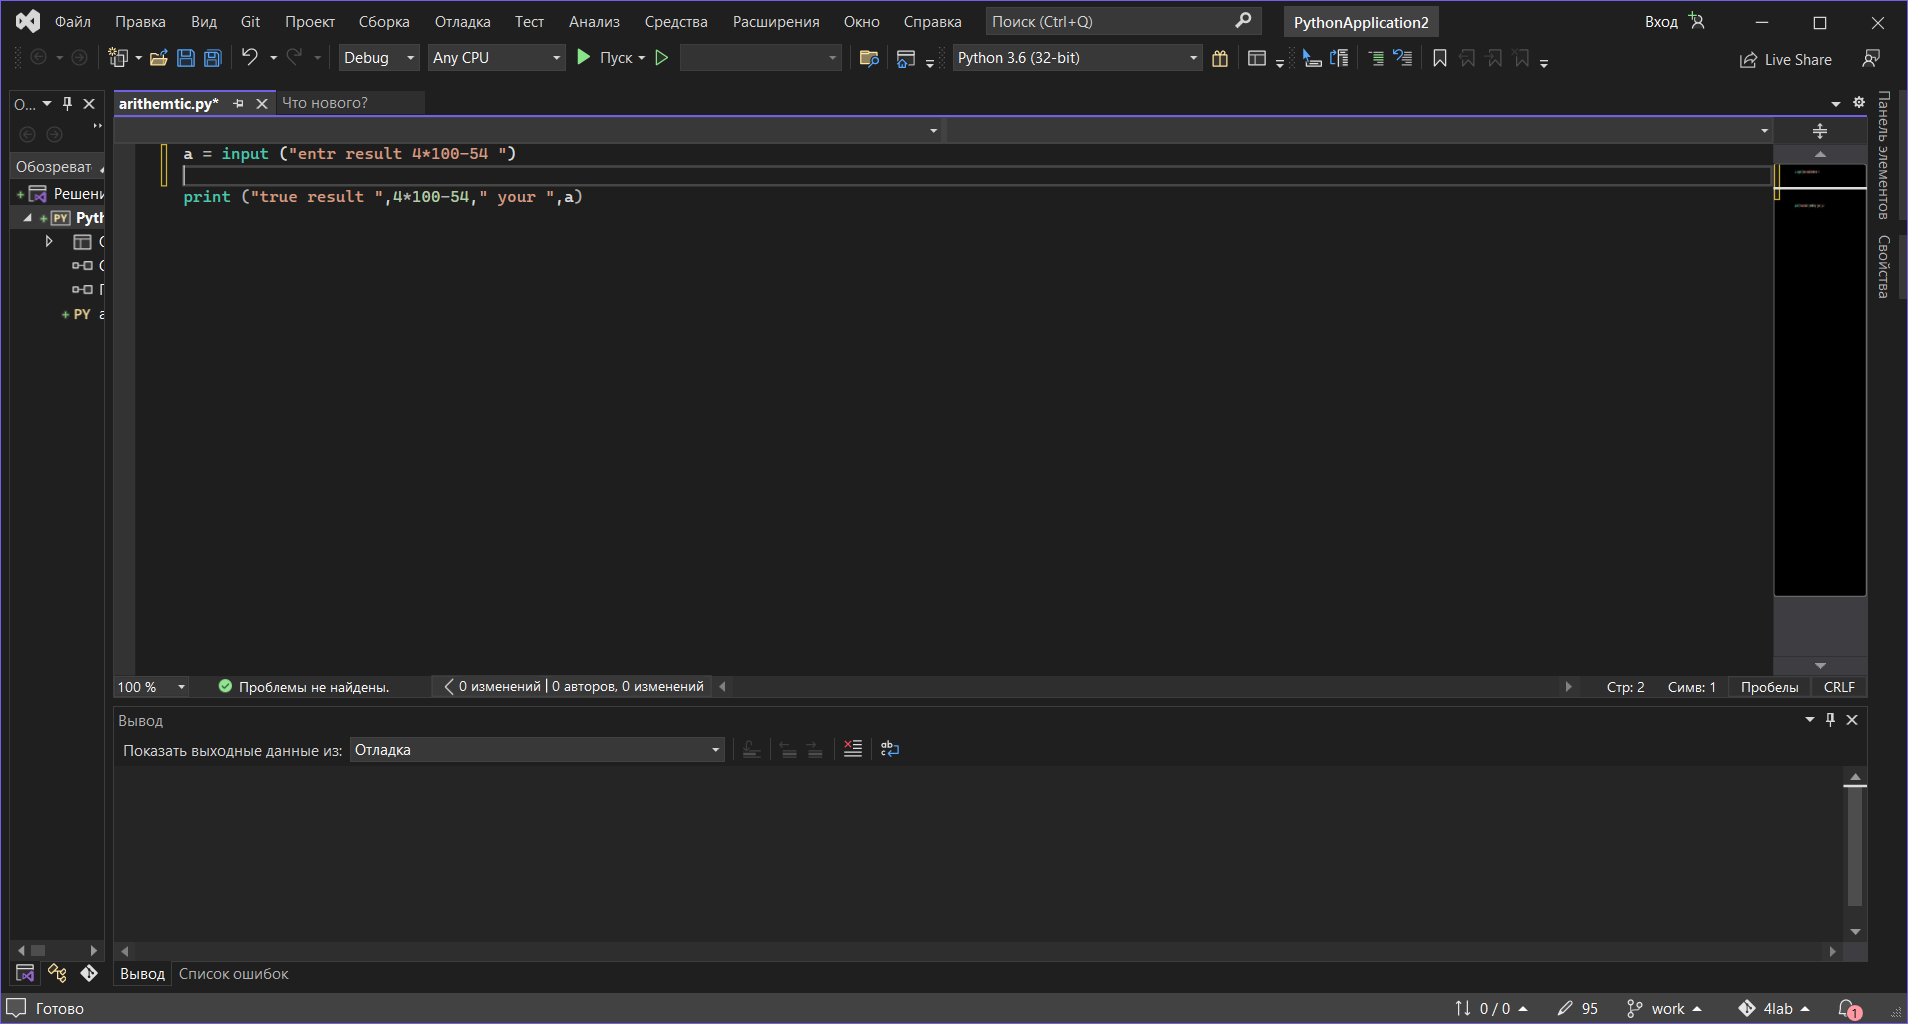 Файл Правка Вид Git Проект Сборка Отладка Тест Анализ Средства Расширения Окно Справка Поиск (Ctrl+Q) PythonApplication2 Вход
Debug Any CPU Пуск Python 3.6 (32-bit) Live Share
О... arithemtic.py* Что нового?
Панель элементов
Свойства
Обозреват
Решени
PY Pyth
PY
a = input ("entr result 4*100-54 ")
print ("true result ",4*100-54," your ",a)
100 % Проблемы не найдены. 0 изменений | 0 авторов, 0 изменений Стр: 2 Симв: 1 Пробелы CRLF
Вывод
Показать выходные данные из: Отладка
Вывод Список ошибок
Готово 0 / 0 95 work 4lab 1